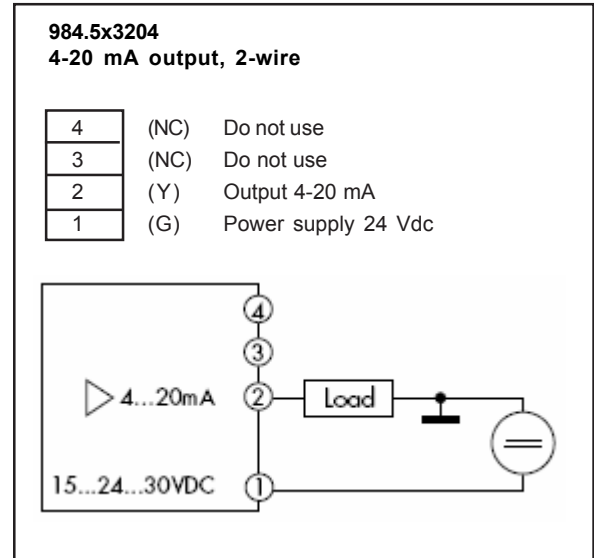 984.5x3204
4-20 mA output, 2-wire
4 (NC) Do not use
3 (NC) Do not use
2 (Y) Output 4-20 mA
1 (G) Power supply 24 Vdc
4
3
4...20mA 2 Load
15...24...30VDC 1